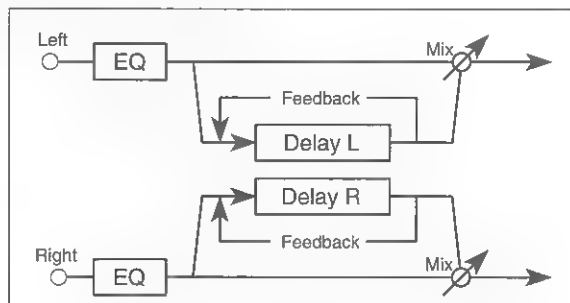 Left
EQ
Mix
Feedback
Delay L
Delay R
Feedback
Right
EQ
Mix